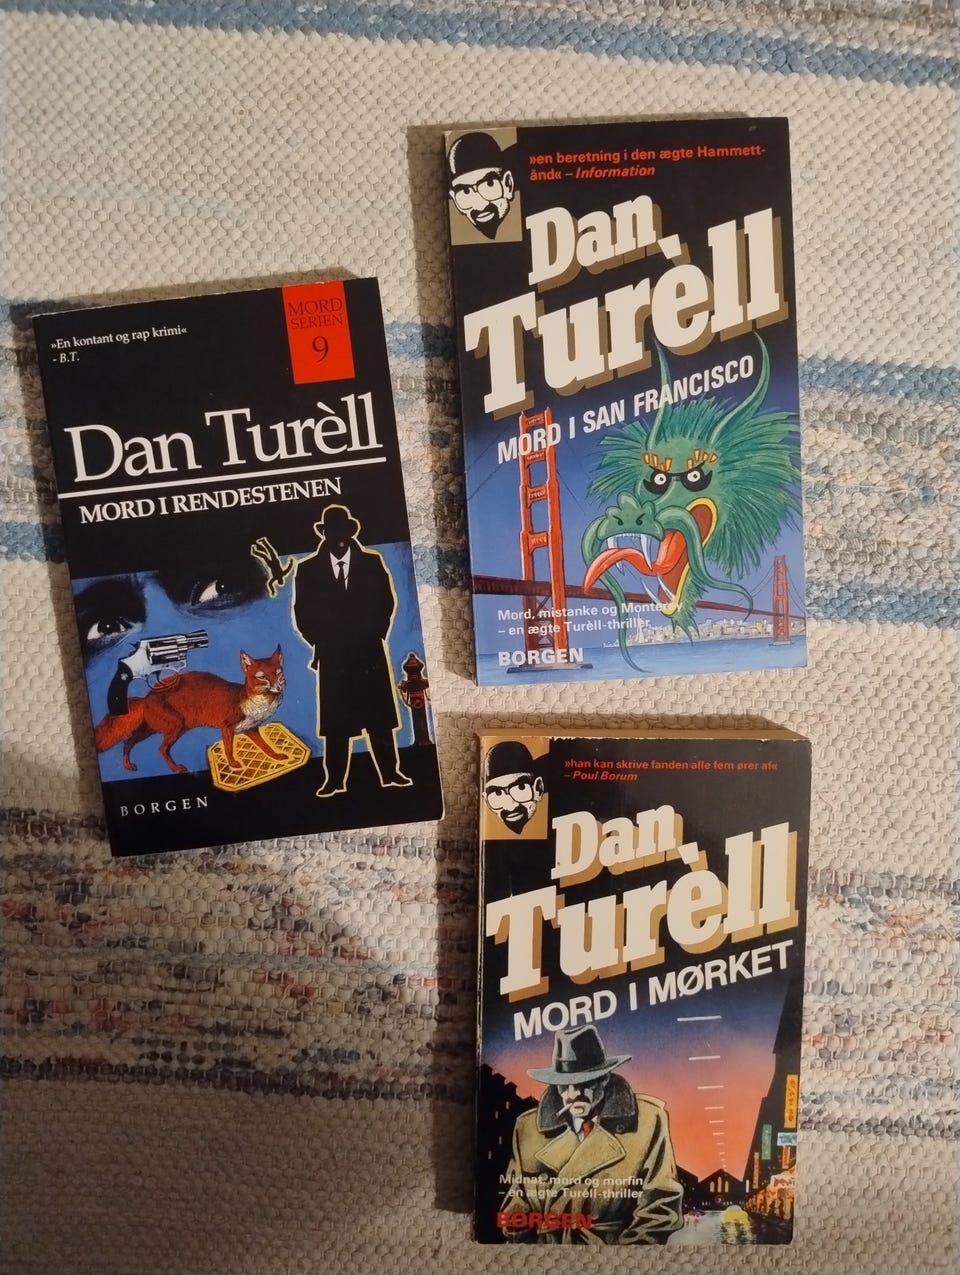 »En kontant og rap krimi«
- B.T.
MORD
SERIEN
9
Dan Turèll
MORD I RENDESTENEN
BORGEN
»en beretning i den ægte Hammett-
ånd« – Information
Dan
Turèll
MORD I SAN FRANCISCO
Mord, mistanke og Monterey
– en ægte Turèll-thriller
BORGEN
»han kan skrive fanden alle fem ører af«
– Poul Borum
Dan
Turèll
MORD I MØRKET
Midnat, mord og morfin
– en ægte Turèll-thriller
BORGEN